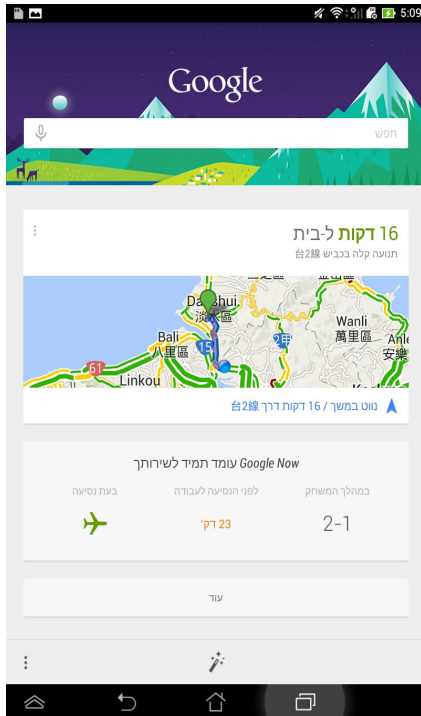 5:09
Google
חפש
16 דקות ל-בית
תנועה קלה בכביש 台2線
Danshui
淡水區
Wanli
萬里區
Bali
八里區
15
2甲
安樂
61
Linkou
נווט במשך / 16 דקות דרך 台2線
Google Now עומד תמיד לשירותך
במהלך המשחק
לפני הנסיעה לעבודה
בעת נסיעה
2-1
23 דק'
עוד